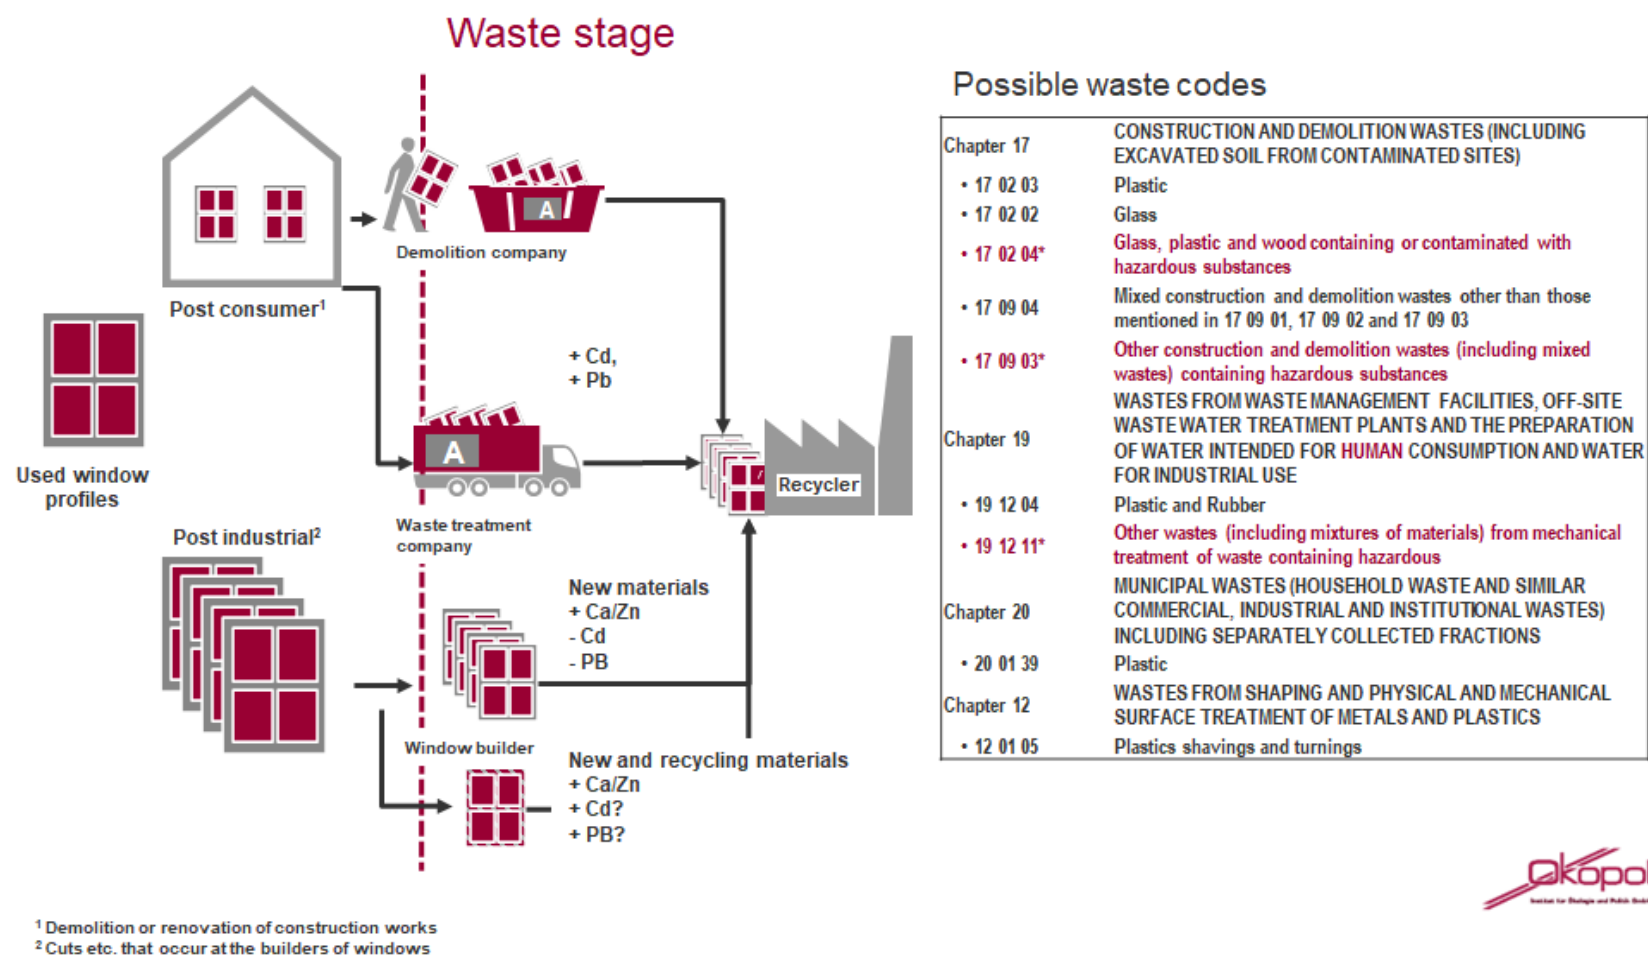 Waste stage
A
Demolition company
Post consumer1
Used window
profiles
+ Cd,
+ Pb
A
Waste treatment
company
Recycler
Post industrial2
New materials
+ Ca/Zn
- Cd
- PB
Window builder
New and recycling materials
+ Ca/Zn
+ Cd?
+ PB?
1 Demolition or renovation of construction works
2 Cuts etc. that occur at the builders of windows
Possible waste codes
Chapter 17 CONSTRUCTION AND DEMOLITION WASTES (INCLUDING
EXCAVATED SOIL FROM CONTAMINATED SITES)
• 17 02 03 Plastic
• 17 02 02 Glass
• 17 02 04* Glass, plastic and wood containing or contaminated with
hazardous substances
• 17 09 04 Mixed construction and demolition wastes other than those
mentioned in 17 09 01, 17 09 02 and 17 09 03
• 17 09 03* Other construction and demolition wastes (including mixed
wastes) containing hazardous substances
Chapter 19 WASTES FROM WASTE MANAGEMENT FACILITIES, OFF-SITE
WASTE WATER TREATMENT PLANTS AND THE PREPARATION
OF WATER INTENDED FOR HUMAN CONSUMPTION AND WATER
FOR INDUSTRIAL USE
• 19 12 04 Plastic and Rubber
• 19 12 11* Other wastes (including mixtures of materials) from mechanical
treatment of waste containing hazardous
Chapter 20 MUNICIPAL WASTES (HOUSEHOLD WASTE AND SIMILAR
COMMERCIAL, INDUSTRIAL AND INSTITUTIONAL WASTES)
INCLUDING SEPARATELY COLLECTED FRACTIONS
• 20 01 39 Plastic
Chapter 12 WASTES FROM SHAPING AND PHYSICAL AND MECHANICAL
SURFACE TREATMENT OF METALS AND PLASTICS
• 12 01 05 Plastics shavings and turnings
Ökopol
Institut für Ökologie und Politik GmbH